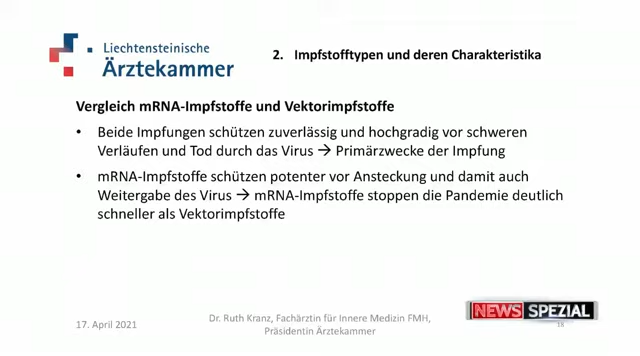 Liechtensteinische
Ärztekammer
2. Impfstofftypen und deren Charakteristika
Vergleich mRNA-Impfstoffe und Vektorimpfstoffe
• Beide Impfungen schützen zuverlässig und hochgradig vor schweren
Verläufen und Tod durch das Virus → Primärzwecke der Impfung
• mRNA-Impfstoffe schützen potenter vor Ansteckung und damit auch
Weitergabe des Virus → mRNA-Impfstoffe stoppen die Pandemie deutlich
schneller als Vektorimpfstoffe
17. April 2021
Dr. Ruth Kranz, Fachärztin für Innere Medizin FMH,
Präsidentin Ärztekammer
NEWS SPEZIAL
18